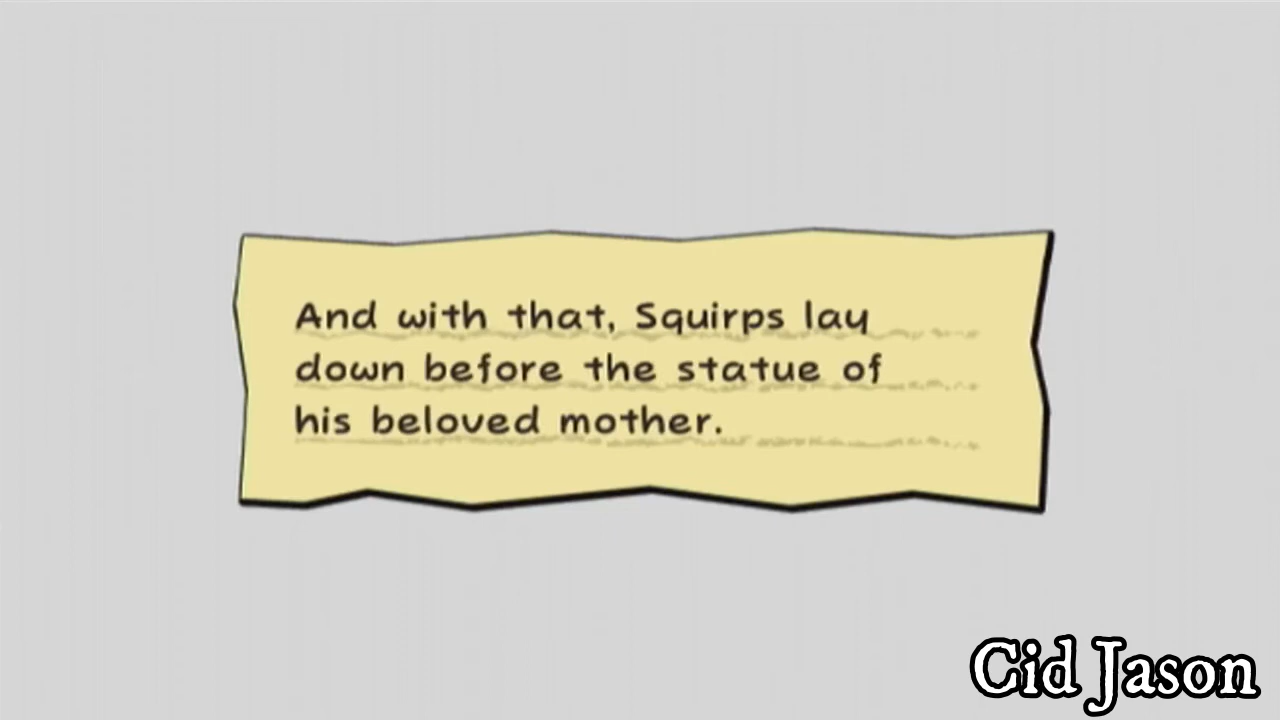 And with that, Squirps lay
down before the statue of
his beloved mother.
Cid Jason